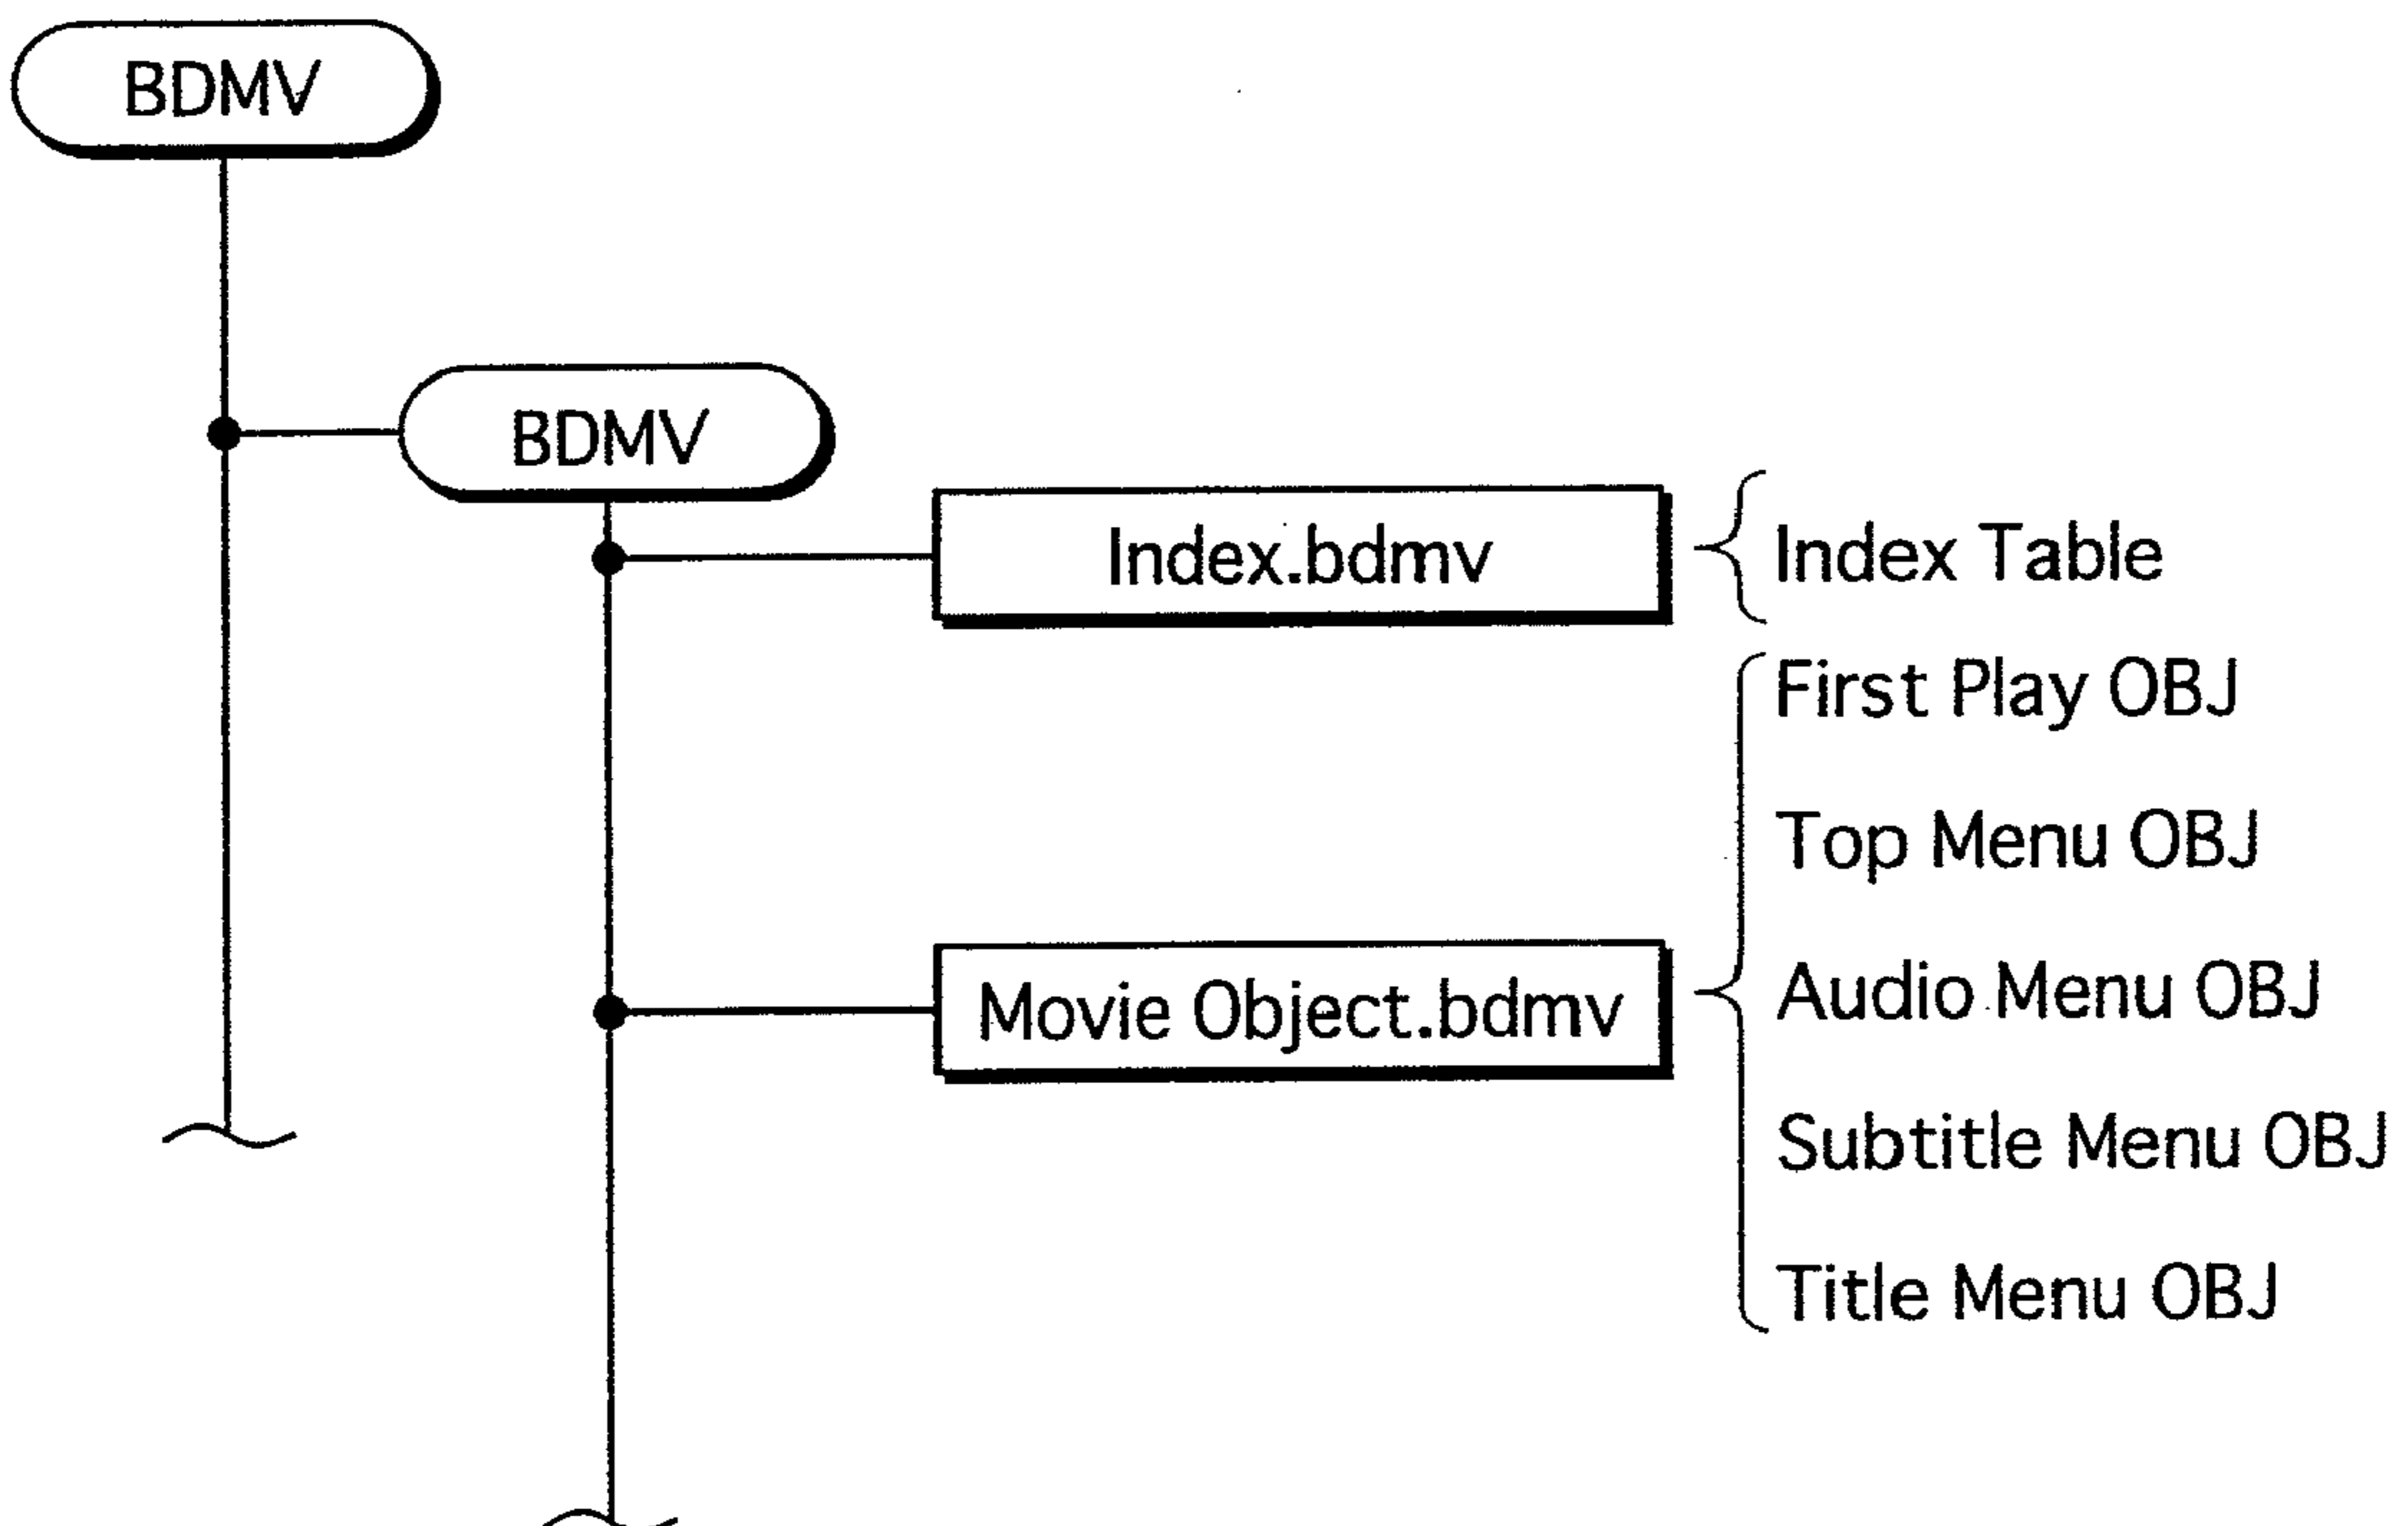 BDMV
BDMV
Index.bdmv
Index Table
First Play OBJ
Top Menu OBJ
Movie Object.bdmv
Audio Menu OBJ
Subtitle Menu OBJ
Title Menu OBJ